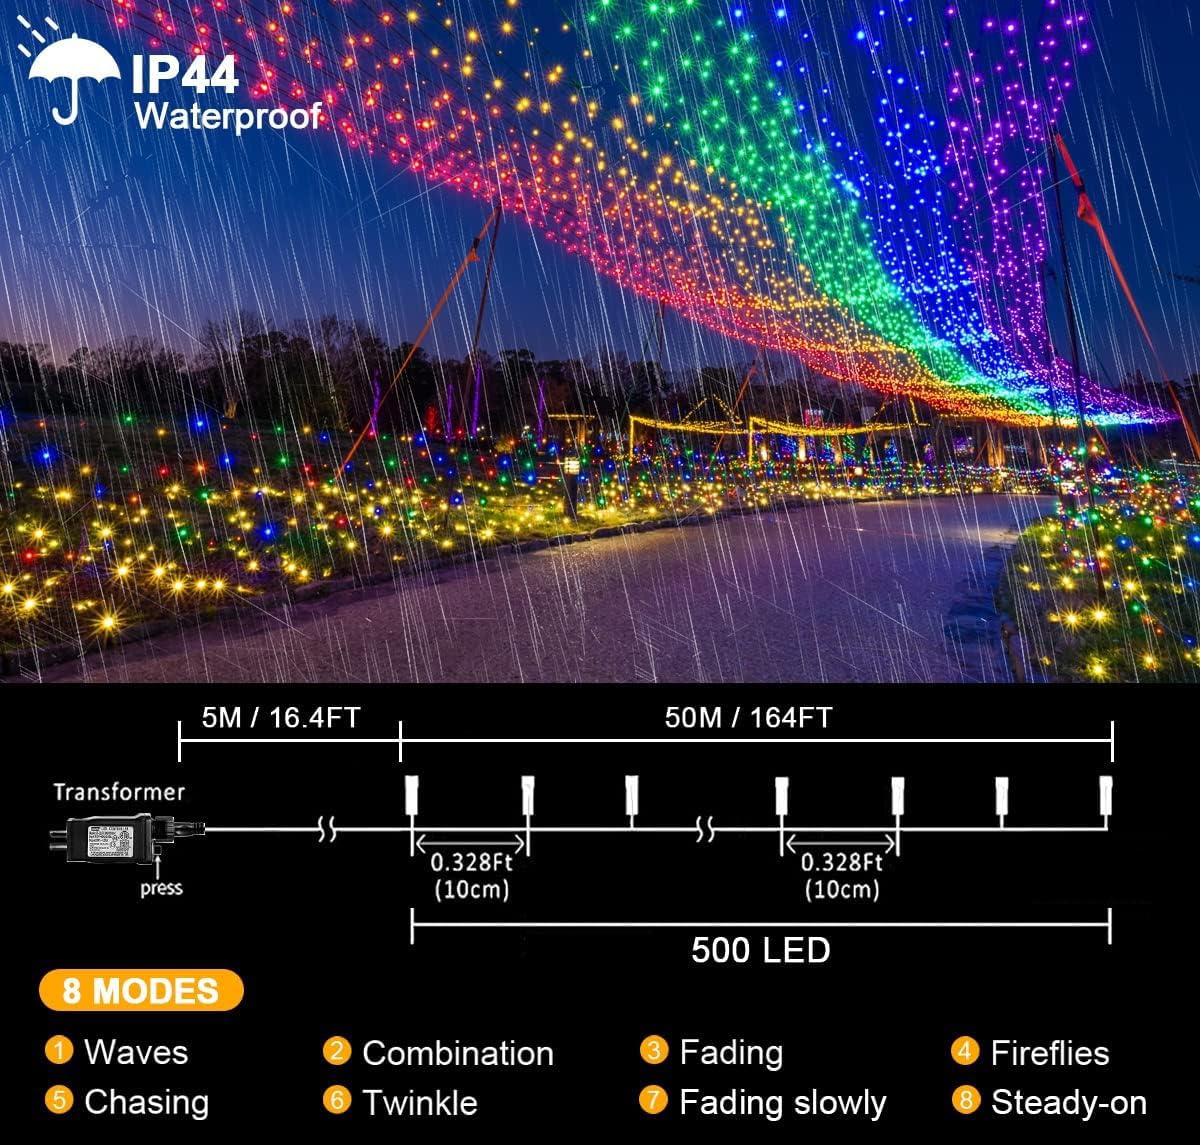 IP44
Waterproof
5M / 16.4FT
50M / 164FT
Transformer
press
0.328Ft
(10cm)
0.328Ft
(10cm)
500 LED
8 MODES
1 Waves
2 Combination
3 Fading
4 Fireflies
5 Chasing
6 Twinkle
7 Fading slowly
8 Steady-on